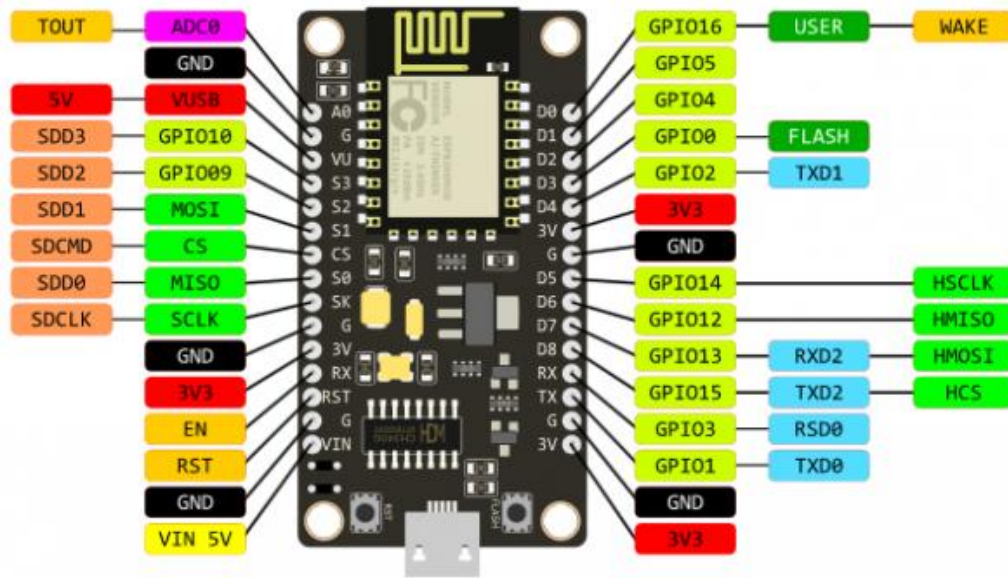 TOUT ADC0 GPIO16 USER WAKE
GND GPIO5
5V VUSB A0 D0 GPIO4
SDD3 GPIO10 G D1 GPIO0 FLASH
SDD2 GPIO09 VU D2 GPIO2 TXD1
SDD1 MOSI S3 D3 3V3
SDCMD CS S2 D4 GND
SDD0 MISO S1 3V GPIO14 HSCLK
SDCLK SCLK CS G GPIO12 HMISO
GND S0 D5 GPIO13 RXD2 HMOSI
3V3 SK D6 GPIO15 TXD2 HCS
EN G D7 GPIO3 RSD0
RST 3V D8 GPIO1 TXD0
GND RX RX GND
VIN 5V RST TX 3V3
G G
VIN 3V
RST FLASH